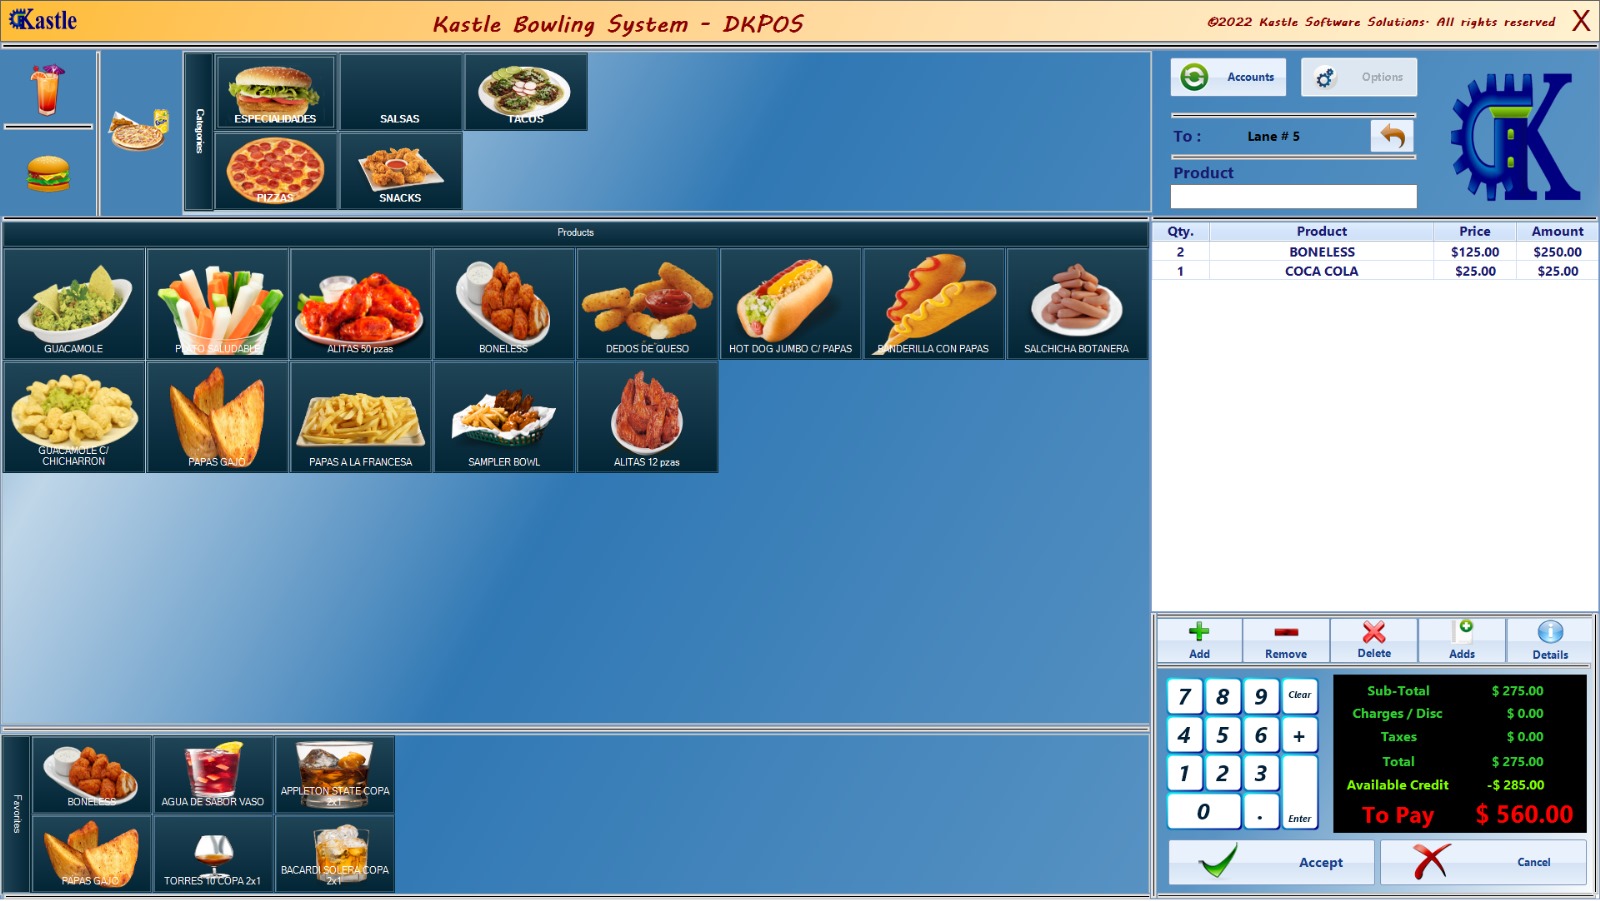 Kastle
Kastle Bowling System - DKPOS
©2022 Kastle Software Solutions. All rights reserved
X
Categories
ESPECIALIDADES
SALSAS
TACOS
PIZZAS
SNACKS
Accounts
Options
To :
Lane # 5
Product
Products
GUACAMOLE
PLATO SALUDABLE
ALITAS 50 pzas
BONELESS
DEDOS DE QUESO
HOT DOG JUMBO C/ PAPAS
BANDERILLA CON PAPAS
SALCHICHA BOTANERA
GUACAMOLE C/
CHICHARRON
PAPAS GAJO
PAPAS A LA FRANCESA
SAMPLER BOWL
ALITAS 12 pzas
Qty. Product Price Amount
2 BONELESS $125.00 $250.00
1 COCA COLA $25.00 $25.00
Add
Remove
Delete
Adds
Details
7 8 9 Clear
4 5 6 +
1 2 3
0 . Enter
Sub-Total $ 275.00
Charges / Disc $ 0.00
Taxes $ 0.00
Total $ 275.00
Available Credit -$ 285.00
To Pay $ 560.00
Accept
Cancel
Favorites
BONELESS
AGUA DE SABOR VASO
APPLETON STATE COPA
2x1
PAPAS GAJO
TORRES 10 COPA 2x1
BACARDI SOLERA COPA
2x1